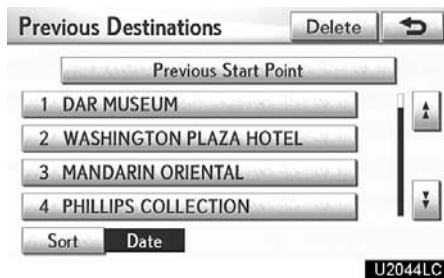 Previous Destinations Delete
Previous Start Point
1 DAR MUSEUM
2 WASHINGTON PLAZA HOTEL
3 MANDARIN ORIENTAL
4 PHILLIPS COLLECTION
Sort Date
U2044LC